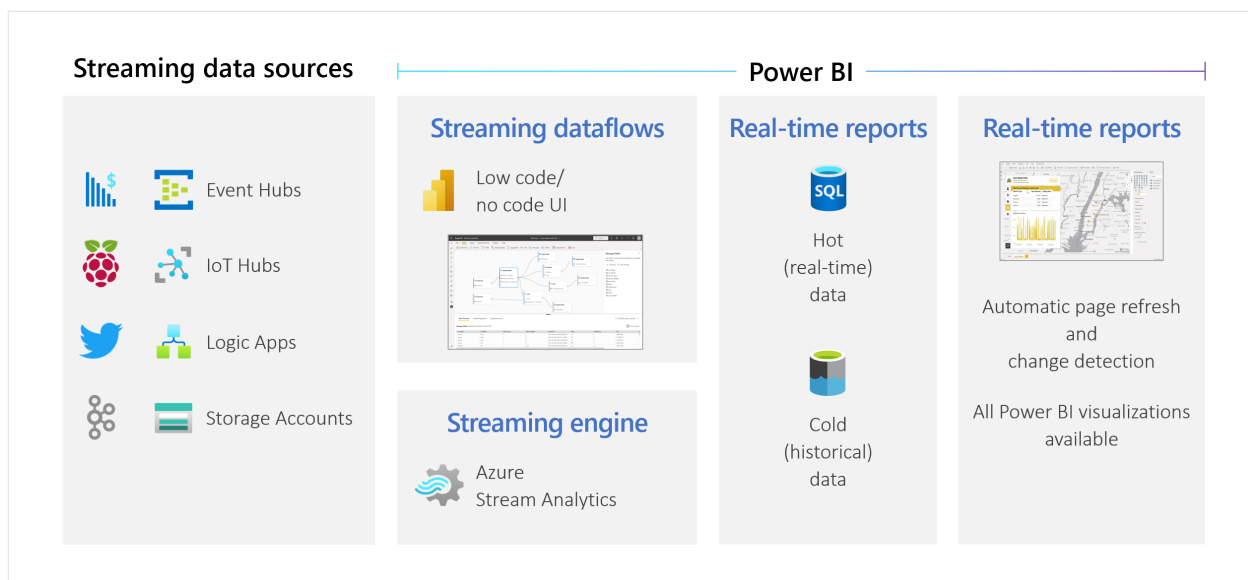 Streaming data sources
Power BI
Event Hubs
IoT Hubs
Logic Apps
Storage Accounts
Streaming dataflows
Low code/
no code UI
Streaming engine
Azure
Stream Analytics
Real-time reports
SQL
Hot
(real-time)
data
Cold
(historical)
data
Real-time reports
Automatic page refresh
and
change detection
All Power BI visualizations
available